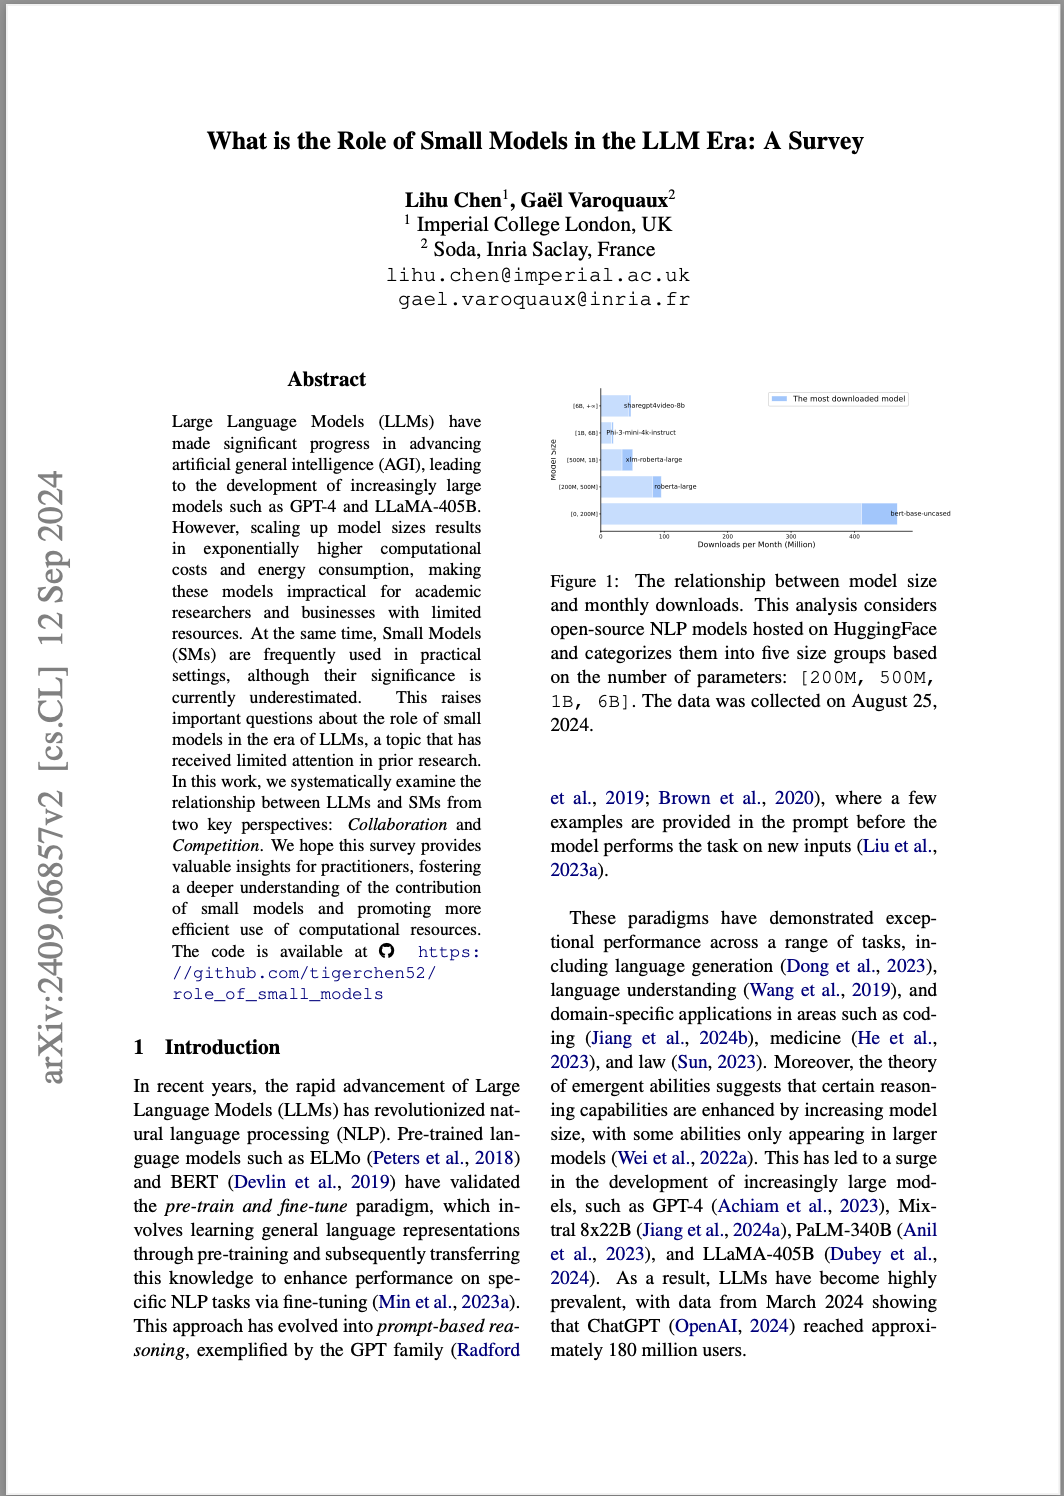 What is the Role of Small Models in the LLM Era: A Survey
Lihu Chen1, Gaël Varoquaux2
1 Imperial College London, UK
2 Soda, Inria Saclay, France
lihu.chen@imperial.ac.uk
gael.varoquaux@inria.fr
arXiv:2409.06857v2 [cs.CL] 12 Sep 2024
Abstract
Large Language Models (LLMs) have
made significant progress in advancing
artificial general intelligence (AGI), leading
to the development of increasingly large
models such as GPT-4 and LLaMA-405B.
However, scaling up model sizes results
in exponentially higher computational
costs and energy consumption, making
these models impractical for academic
researchers and businesses with limited
resources. At the same time, Small Models
(SMs) are frequently used in practical
settings, although their significance is
currently underestimated. This raises
important questions about the role of small
models in the era of LLMs, a topic that has
received limited attention in prior research.
In this work, we systematically examine the
relationship between LLMs and SMs from
two key perspectives: Collaboration and
Competition. We hope this survey provides
valuable insights for practitioners, fostering
a deeper understanding of the contribution
of small models and promoting more
efficient use of computational resources.
The code is available at https:
//github.com/tigerchen52/
role_of_small_models
1 Introduction
In recent years, the rapid advancement of Large
Language Models (LLMs) has revolutionized nat-
ural language processing (NLP). Pre-trained lan-
guage models such as ELMo (Peters et al., 2018)
and BERT (Devlin et al., 2019) have validated
the pre-train and fine-tune paradigm, which in-
volves learning general language representations
through pre-training and subsequently transferring
this knowledge to enhance performance on spe-
cific NLP tasks via fine-tuning (Min et al., 2023a).
This approach has evolved into prompt-based rea-
soning, exemplified by the GPT family (Radford
The most downloaded model
Model Size
[6B, +∞]
sharegpt4video-8b
[1B, 6B]
Phi-3-mini-4k-instruct
[500M, 1B]
xlm-roberta-large
[200M, 500M]
roberta-large
[0, 200M]
bert-base-uncased
0 100 200 300 400
Downloads per Month (Million)
Figure 1: The relationship between model size
and monthly downloads. This analysis considers
open-source NLP models hosted on HuggingFace
and categorizes them into five size groups based
on the number of parameters: [200M, 500M,
1B, 6B]. The data was collected on August 25,
2024.
et al., 2019; Brown et al., 2020), where a few
examples are provided in the prompt before the
model performs the task on new inputs (Liu et al.,
2023a).
These paradigms have demonstrated excep-
tional performance across a range of tasks, in-
cluding language generation (Dong et al., 2023),
language understanding (Wang et al., 2019), and
domain-specific applications in areas such as cod-
ing (Jiang et al., 2024b), medicine (He et al.,
2023), and law (Sun, 2023). Moreover, the theory
of emergent abilities suggests that certain reason-
ing capabilities are enhanced by increasing model
size, with some abilities only appearing in larger
models (Wei et al., 2022a). This has led to a surge
in the development of increasingly large mod-
els, such as GPT-4 (Achiam et al., 2023), Mix-
tral 8x22B (Jiang et al., 2024a), PaLM-340B (Anil
et al., 2023), and LLaMA-405B (Dubey et al.,
2024). As a result, LLMs have become highly
prevalent, with data from March 2024 showing
that ChatGPT (OpenAI, 2024) reached approxi-
mately 180 million users.